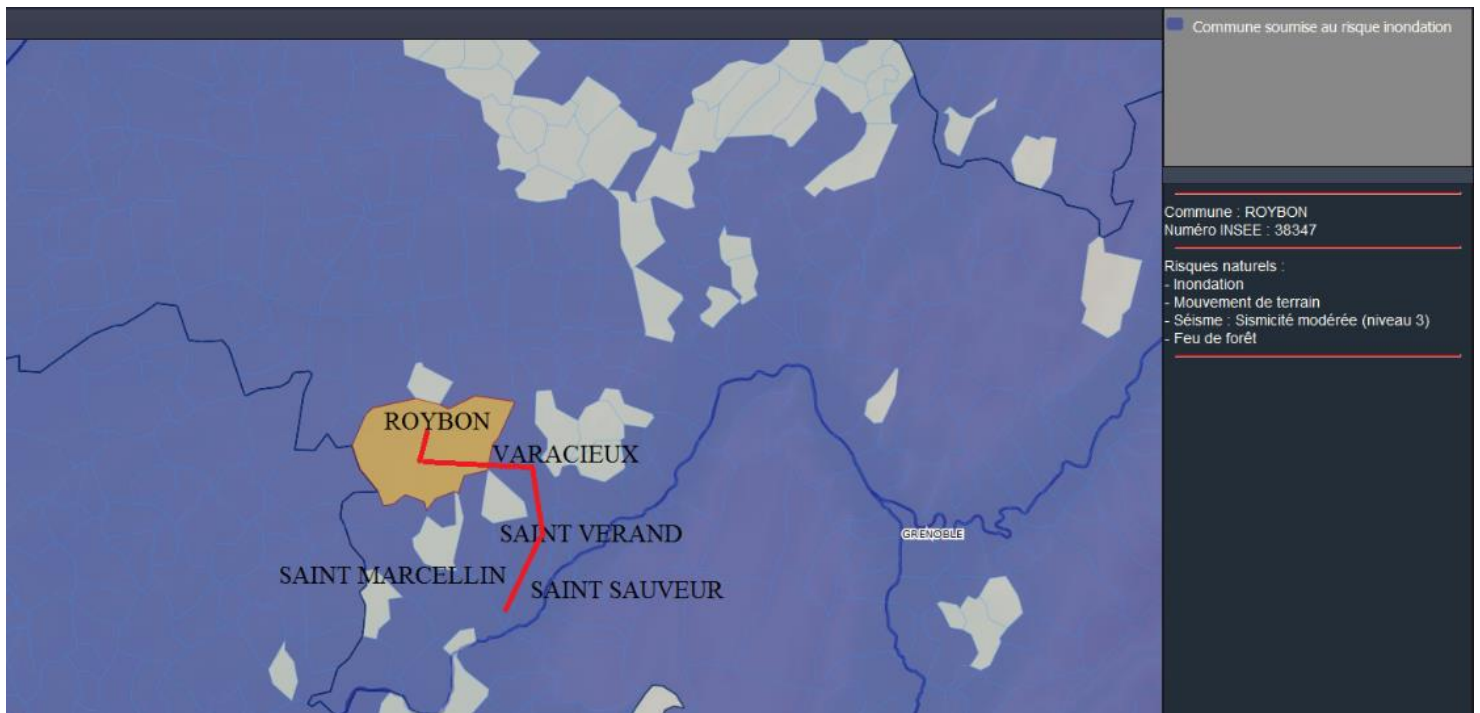 Commune soumise au risque inondation
Commune : ROYBON
Numéro INSEE : 38347
Risques naturels :
- Inondation
- Mouvement de terrain
- Séisme : Sismicité modérée (niveau 3)
- Feu de forêt
ROYBON
VARACIEUX
SAINT VERAND
GRENOBLE
SAINT MARCELLIN
SAINT SAUVEUR